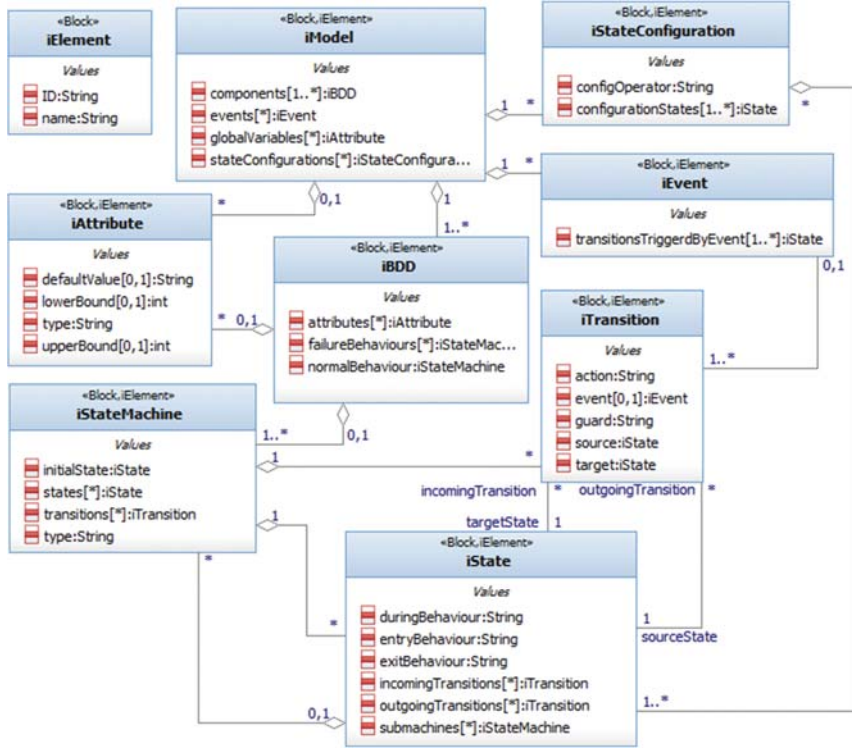 «Block»
iElement
Values
ID:String
name:String
«Block,iElement»
iModel
Values
components[1..*]:iBDD
events[*]:iEvent
globalVariables[*]:iAttribute
stateConfigurations[*]:iStateConfigura...
«Block,iElement»
iStateConfiguration
Values
configOperator:String
configurationStates[1..*]:iState
1
*
*
«Block,iElement»
iEvent
Values
transitionsTriggerdByEvent[1..*]:iState
1
*
0,1
1..*
«Block,iElement»
iAttribute
Values
defaultValue[0,1]:String
lowerBound[0,1]:int
type:String
upperBound[0,1]:int
*
0,1
1
1..*
*
0,1
«Block,iElement»
iBDD
Values
attributes[*]:iAttribute
failureBehaviours[*]:iStateMac...
normalBehaviour:iStateMachine
«Block,iElement»
iTransition
Values
action:String
event[0,1]:iEvent
guard:String
source:iState
target:iState
«Block,iElement»
iStateMachine
Values
initialState:iState
states[*]:iState
transitions[*]:iTransition
type:String
1..*
0,1
1
*
incomingTransition
*
outgoingTransition
*
targetState
1
1
sourceState
1
*
*
0,1
1..*
«Block,iElement»
iState
Values
duringBehaviour:String
entryBehaviour:String
exitBehaviour:String
incomingTransitions[*]:iTransition
outgoingTransitions[*]:iTransition
submachines[*]:iStateMachine